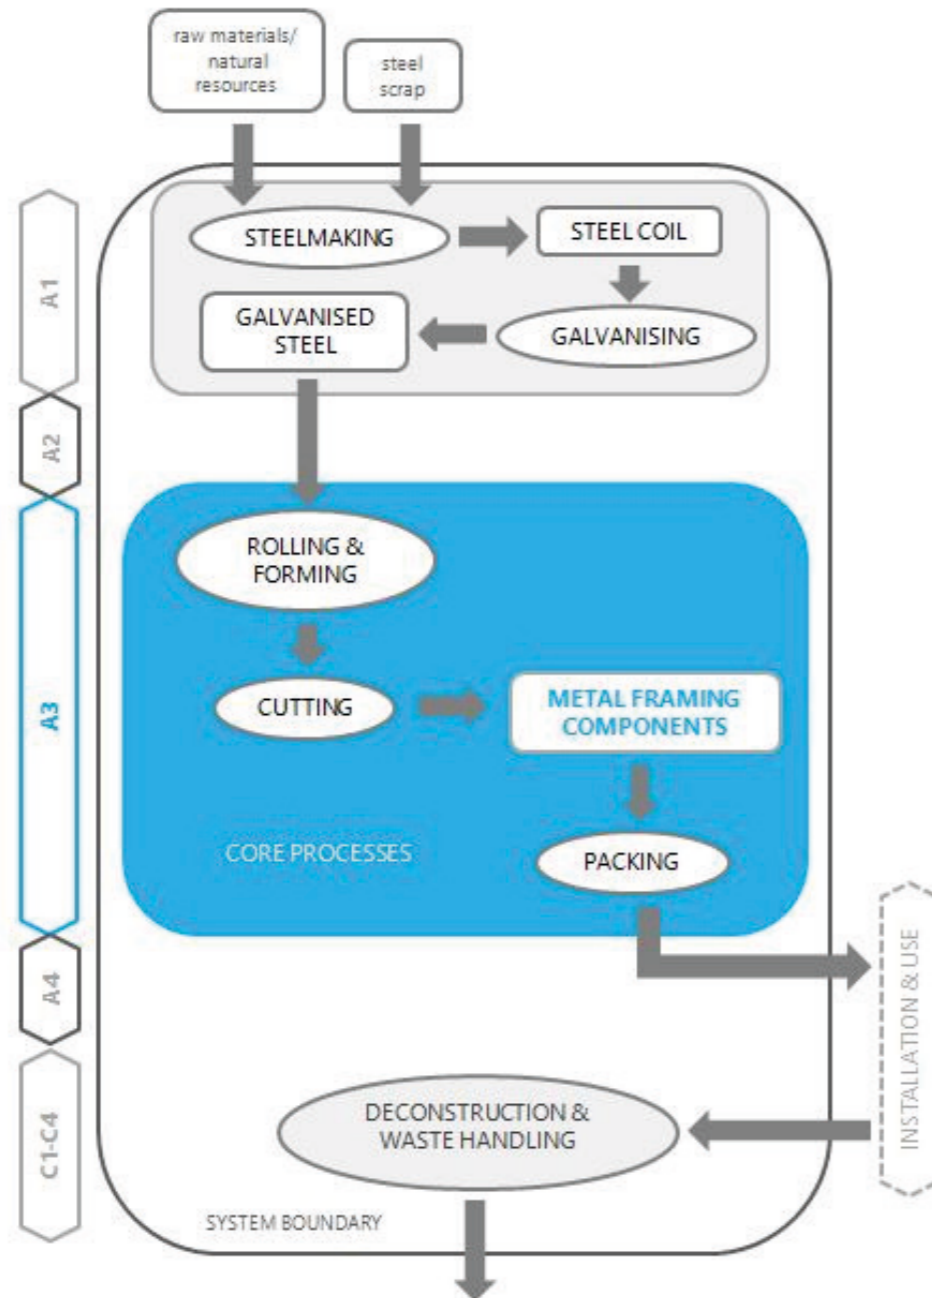 raw materials/
natural
resources
steel
scrap
A1
STEELMAKING
STEEL COIL
GALVANISED
STEEL
GALVANISING
A2
A3
ROLLING &
FORMING
CUTTING
METAL FRAMING
COMPONENTS
CORE PROCESSES
PACKING
A4
INSTALLATION & USE
C1-C4
DECONSTRUCTION &
WASTE HANDLING
SYSTEM BOUNDARY